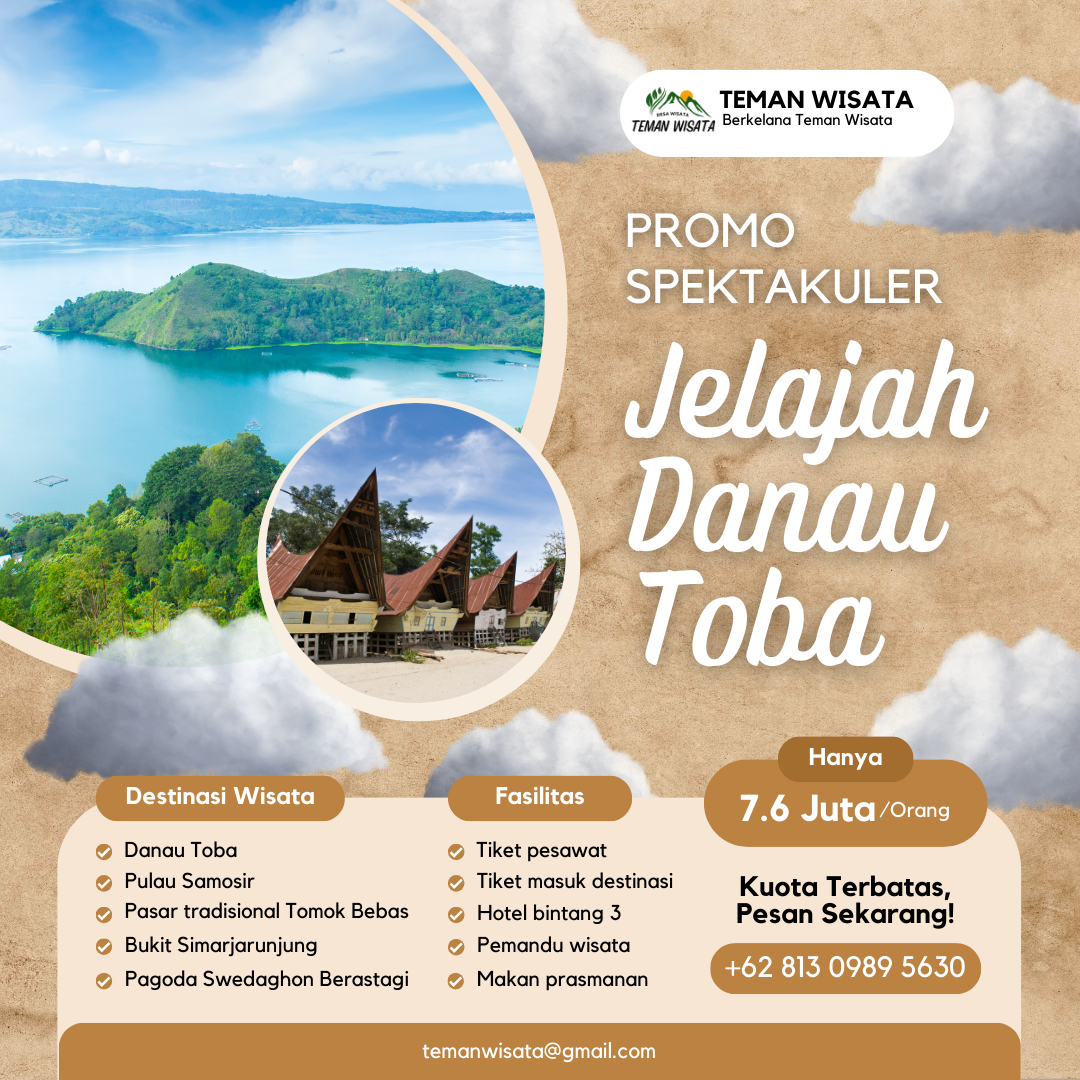 DESA WISATA
TEMAN WISATA
TEMAN WISATA
Berkelana Teman Wisata
PROMO
SPEKTAKULER
Jelajah
Danau
Toba
Destinasi Wisata
Danau Toba
Pulau Samosir
Pasar tradisional Tomok Bebas
Bukit Simarjarunjung
Pagoda Swedaghon Berastagi
Fasilitas
Tiket pesawat
Tiket masuk destinasi
Hotel bintang 3
Pemandu wisata
Makan prasmanan
Hanya
7.6 Juta/Orang
Kuota Terbatas,
Pesan Sekarang!
+62 813 0989 5630
temanwisata@gmail.com